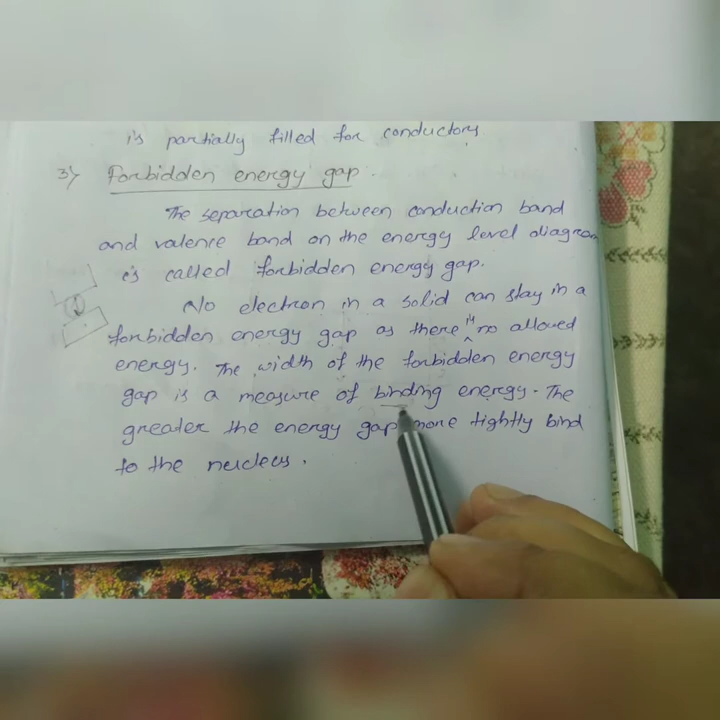 is partially filled for conductors
3) Forbidden energy gap.
The separation between conduction band
and valence band on the energy level diagram
is called forbidden energy gap.
No electron in a solid can stay in a
forbidden energy gap as there is no allowed
energy. The width of the forbidden energy
gap is a measure of binding energy. The
greater the energy gap more tightly bind
to the nucleus.